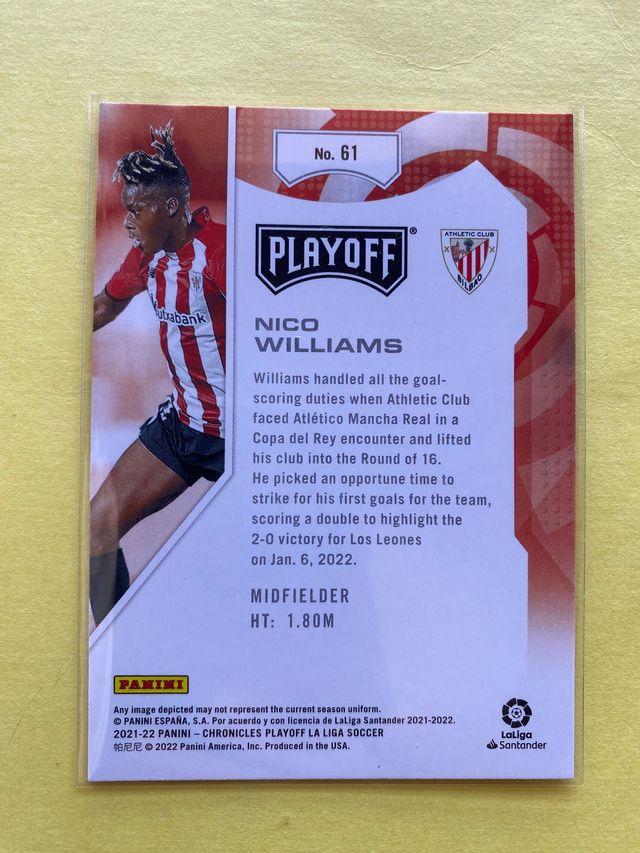 No. 61
PLAYOFF®
ATHLETIC CLUB
BILBAO
kutxabank
NICO
WILLIAMS
Williams handled all the goal-
scoring duties when Athletic Club
faced Atlético Mancha Real in a
Copa del Rey encounter and lifted
his club into the Round of 16.
He picked an opportune time to
strike for his first goals for the team,
scoring a double to highlight the
2-0 victory for Los Leones
on Jan. 6, 2022.
MIDFIELDER
HT: 1.80M
PANINI
Any image depicted may not represent the current season uniform.
© PANINI ESPAÑA, S.A. Por acuerdo y con licencia de LaLiga Santander 2021-2022.
2021-22 PANINI – CHRONICLES PLAYOFF LA LIGA SOCCER
帕尼尼 © 2022 Panini America, Inc. Produced in the USA.
LaLiga
Santander